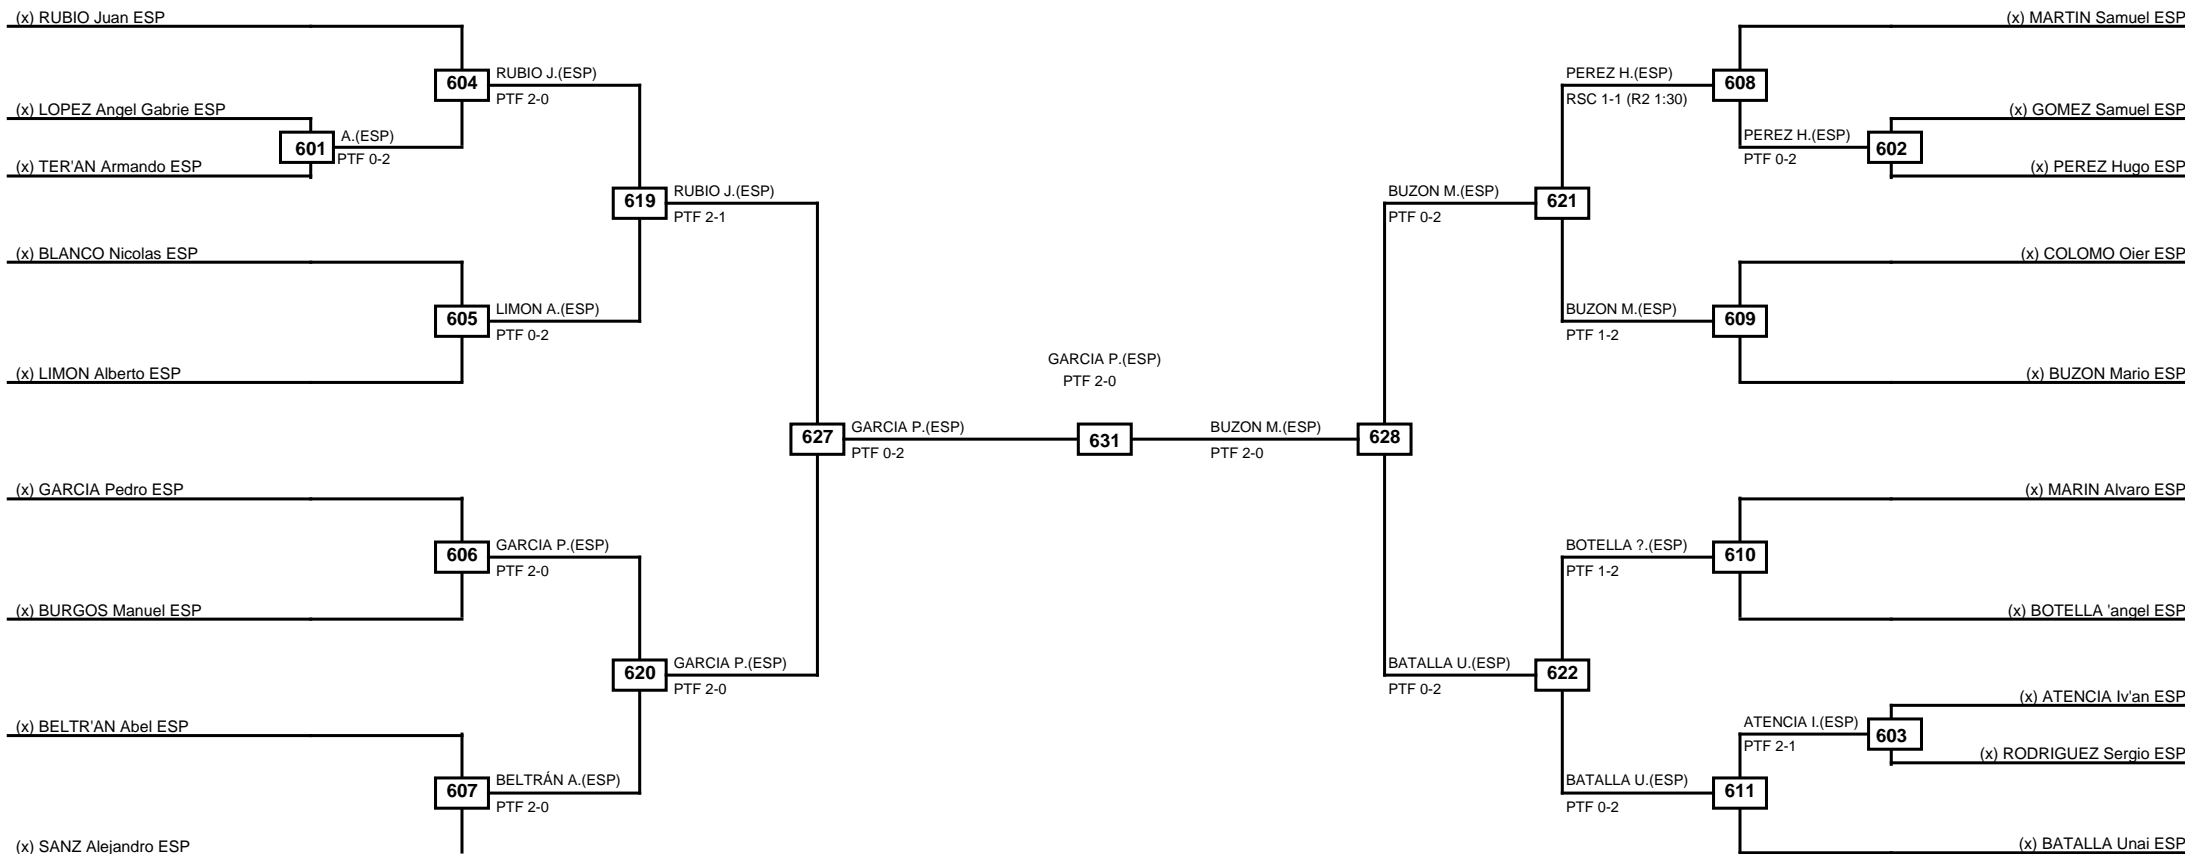 (x) RUBIO Juan ESP
(x) LOPEZ Angel Gabrie ESP
(x) TER'AN Armando ESP
(x) BLANCO Nicolas ESP
(x) LIMON Alberto ESP
(x) GARCIA Pedro ESP
(x) BURGOS Manuel ESP
(x) BELTR'AN Abel ESP
(x) SANZ Alejandro ESP
601
A.(ESP)
PTF 0-2
604
RUBIO J.(ESP)
PTF 2-0
605
LIMON A.(ESP)
PTF 0-2
606
GARCIA P.(ESP)
PTF 2-0
607
BELTRÁN A.(ESP)
PTF 2-0
619
RUBIO J.(ESP)
PTF 2-1
620
GARCIA P.(ESP)
PTF 2-0
627
GARCIA P.(ESP)
PTF 0-2
GARCIA P.(ESP)
PTF 2-0
631
BUZON M.(ESP)
PTF 2-0
628
BUZON M.(ESP)
PTF 0-2
621
BATALLA U.(ESP)
PTF 0-2
622
PEREZ H.(ESP)
RSC 1-1 (R2 1:30)
608
BUZON M.(ESP)
PTF 1-2
609
BOTELLA ?.(ESP)
PTF 1-2
610
BATALLA U.(ESP)
PTF 0-2
611
PEREZ H.(ESP)
PTF 0-2
602
ATENCIA I.(ESP)
PTF 2-1
603
(x) MARTIN Samuel ESP
(x) GOMEZ Samuel ESP
(x) PEREZ Hugo ESP
(x) COLOMO Oier ESP
(x) BUZON Mario ESP
(x) MARIN Alvaro ESP
(x) BOTELLA 'angel ESP
(x) ATENCIA Iv'an ESP
(x) RODRIGUEZ Sergio ESP
(x) BATALLA Unai ESP